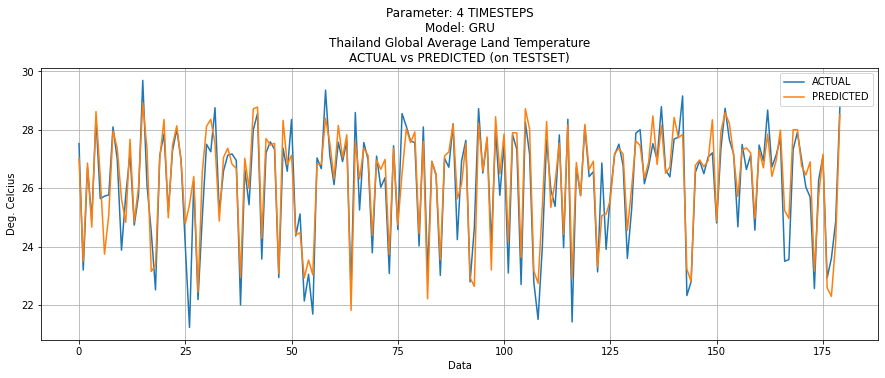 Parameter: 4 TIMESTEPS
Model: GRU
Thailand Global Average Land Temperature
ACTUAL vs PREDICTED (on TESTSET)
30
28
26
24
22
Deg. Celcius
ACTUAL
PREDICTED
0 25 50 75 100 125 150 175
Data